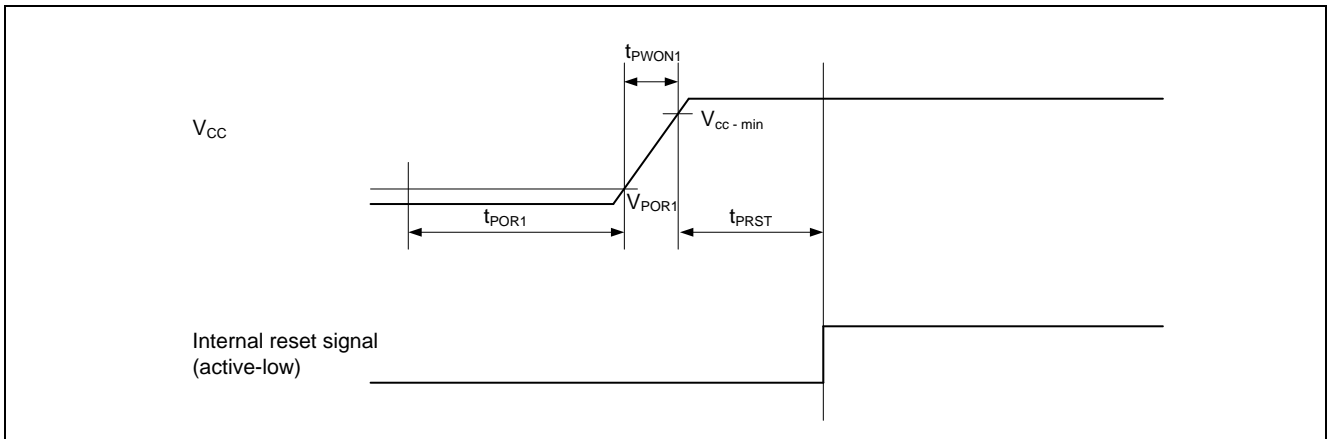 tPWON1
VCC
Vcc - min
VPOR1
tPOR1
tPRST
Internal reset signal
(active-low)